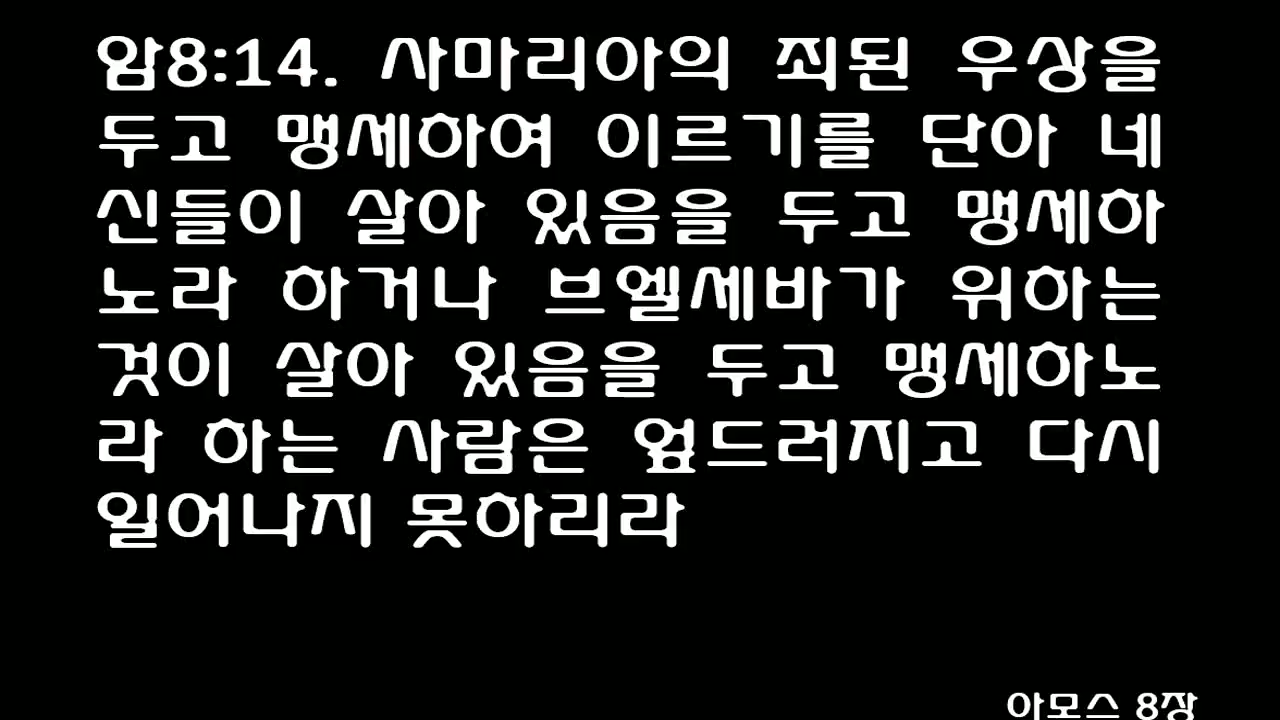 암8:14. 사마리아의 죄된 우상을
두고 맹세하여 이르기를 단아 네
신들이 살아 있음을 두고 맹세하
노라 하거나 브엘세바가 위하는
것이 살아 있음을 두고 맹세하노
라 하는 사람은 엎드러지고 다시
일어나지 못하리라
아모스 8장